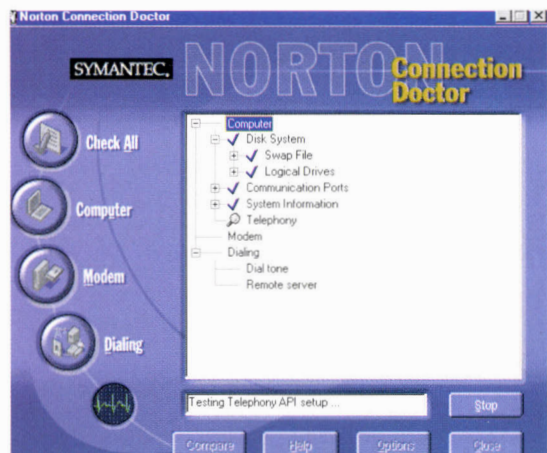 Norton Connection Doctor
SYMANTEC.
NORTON
Connection
Doctor
Check All
Computer
Modem
Dialing
Computer
Disk System
Swap File
Logical Drives
Communication Ports
System Information
Telephony
Modem
Dialing
Dial tone
Remote server
Testing Telephony API setup ...
Stop
Compare
Help
Options
Close